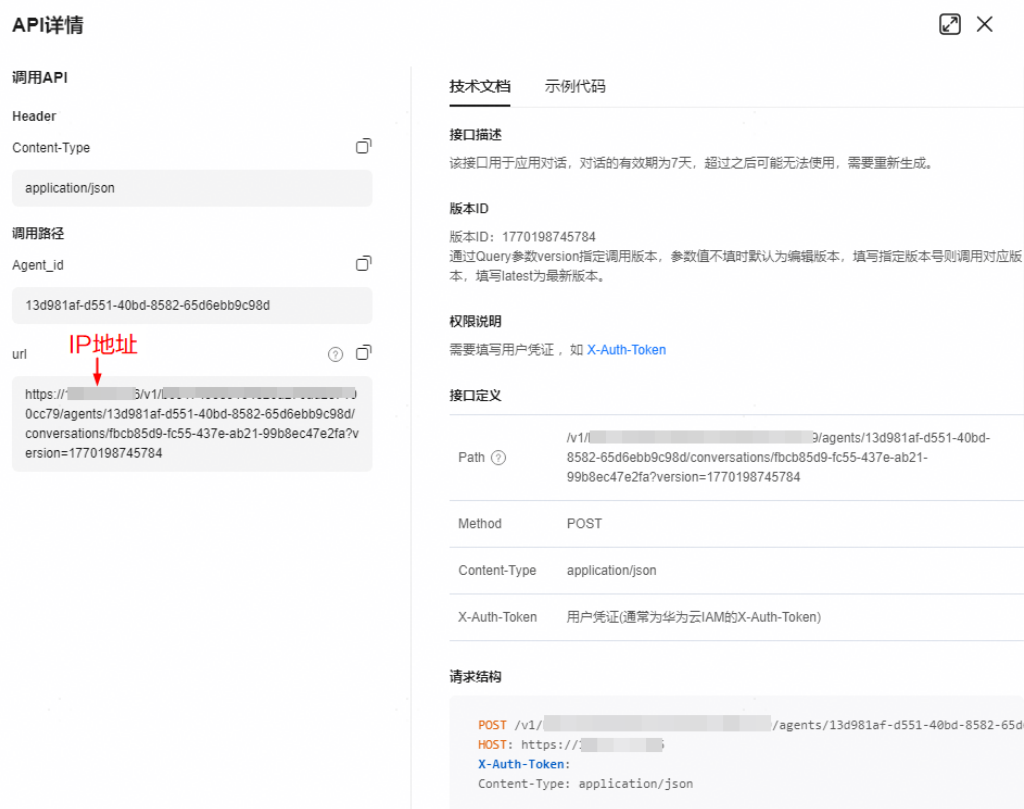 API详情
调用API
Header
Content-Type
application/json
调用路径
Agent_id
13d981af-d551-40bd-8582-65d6ebb9c98d
IP地址
url
https://
/v1/
0cc79/agents/13d981af-d551-40bd-8582-65d6ebb9c98d/
conversations/fbcb85d9-fc55-437e-ab21-99b8ec47e2fa?v
ersion=1770198745784
技术文档 示例代码
接口描述
该接口用于应用对话，对话的有效期为7天，超过之后可能无法使用，需要重新生成。
版本ID
版本ID：1770198745784
通过Query参数version指定调用版本，参数值不填时默认为编辑版本，填写指定版本号则调用对应版
本，填写latest为最新版本。
权限说明
需要填写用户凭证 ，如 X-Auth-Token
接口定义
Path
/v1/ 9/agents/13d981af-d551-40bd-
8582-65d6ebb9c98d/conversations/fbcb85d9-fc55-437e-ab21-
99b8ec47e2fa?version=1770198745784
Method POST
Content-Type application/json
X-Auth-Token 用户凭证(通常为华为云IAM的X-Auth-Token)
请求结构
POST /v1/ /agents/13d981af-d551-40bd-8582-65d
HOST: https://
X-Auth-Token:
Content-Type: application/json